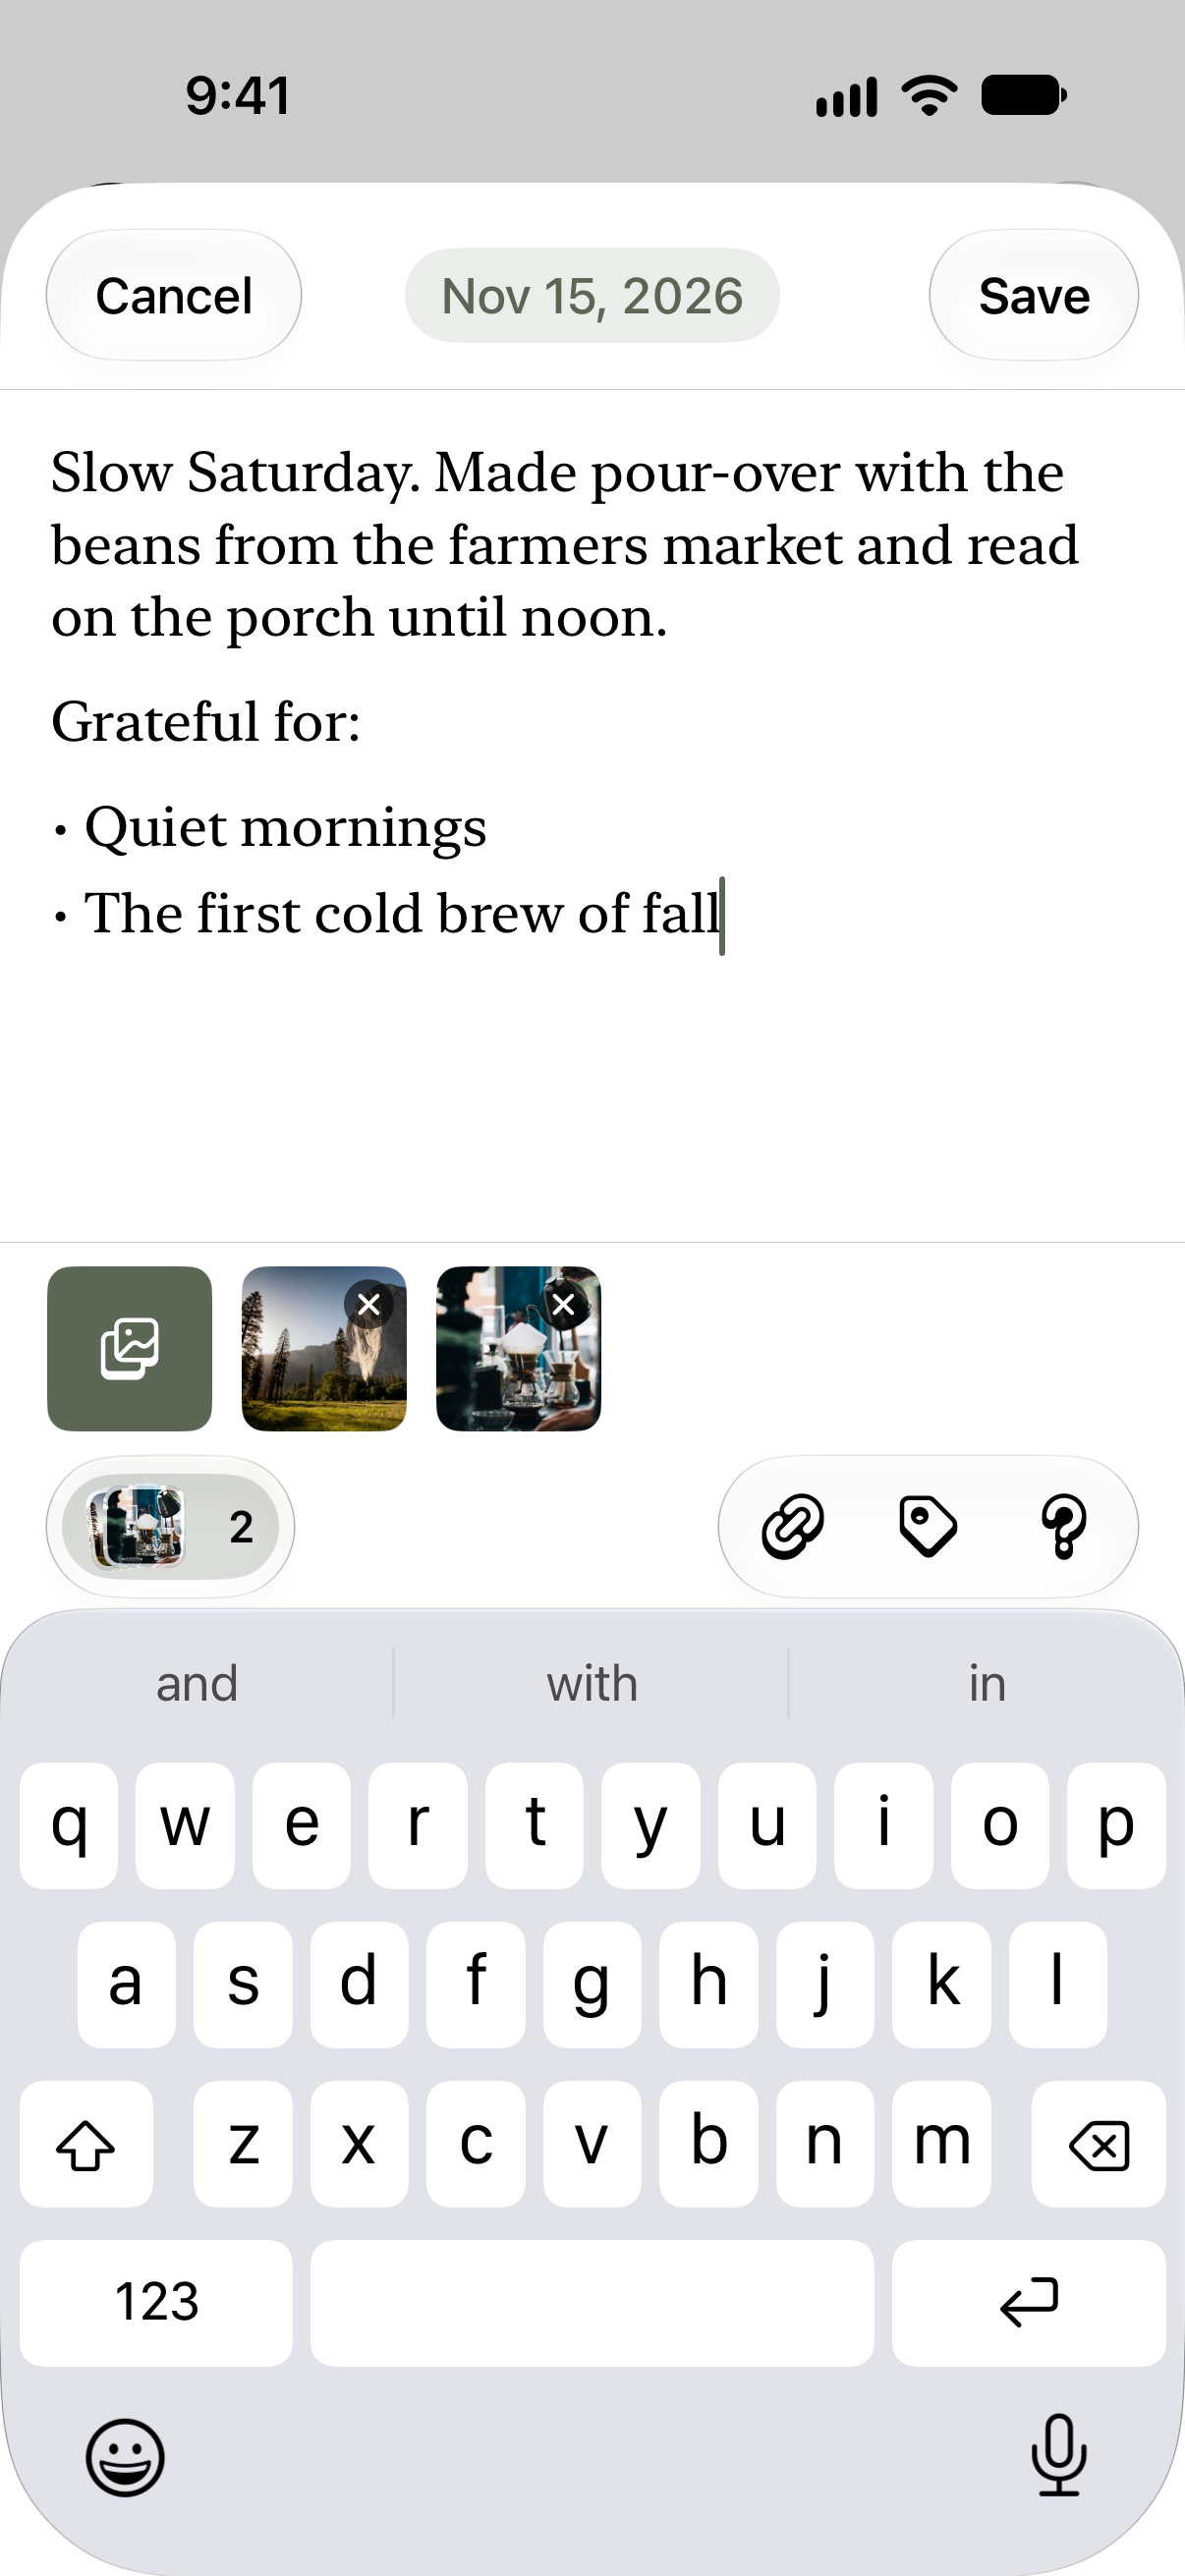 9:41
Cancel
Nov 15, 2026
Save
Slow Saturday. Made pour-over with the
beans from the farmers market and read
on the porch until noon.
Grateful for:
• Quiet mornings
• The first cold brew of fall
2
and
with
in
q w e r t y u i o p
a s d f g h j k l
z x c v b n m
123